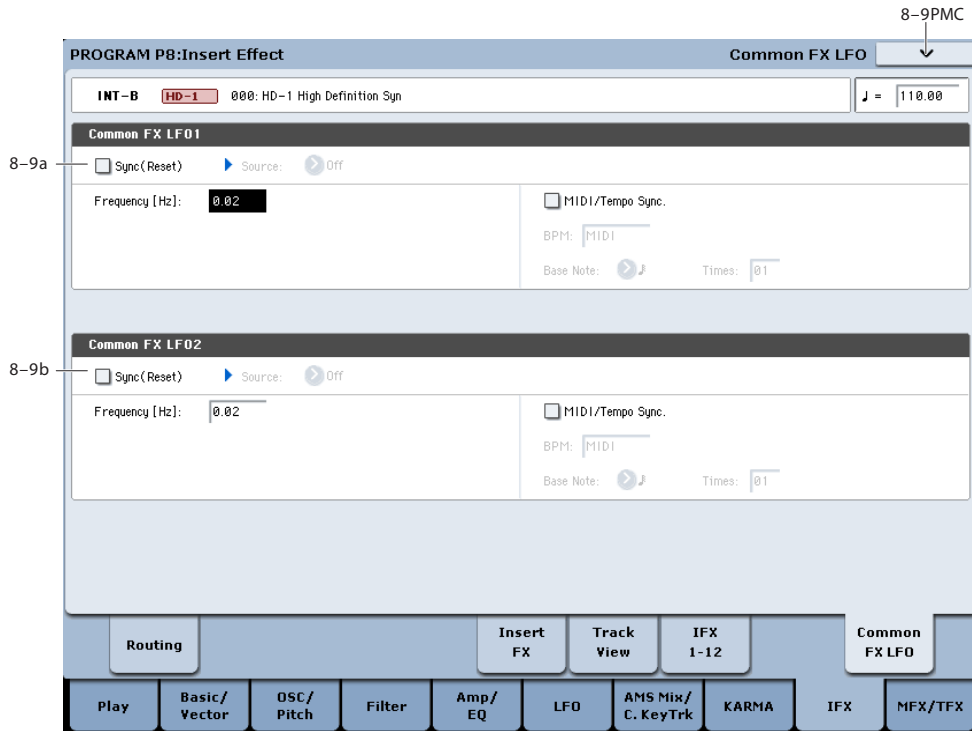 8–9PMC
PROGRAM P8:Insert Effect Common FX LFO
INT–B HD–1 000: HD–1 High Definition Syn ♩ = 110.00
Common FX LFO1
8–9a
Sync(Reset) Source: Off
Frequency [Hz]: 0.02 MIDI/Tempo Sync.
BPM: MIDI
Base Note: Times: 01
Common FX LFO2
8–9b
Sync(Reset) Source: Off
Frequency [Hz]: 0.02 MIDI/Tempo Sync.
BPM: MIDI
Base Note: Times: 01
Routing
Insert
FX
Track
View
IFX
1-12
Common
FX LFO
Play
Basic/
Vector
OSC/
Pitch
Filter
Amp/
EQ
LFO
AMS Mix/
C. KeyTrk
KARMA
IFX
MFX/TFX